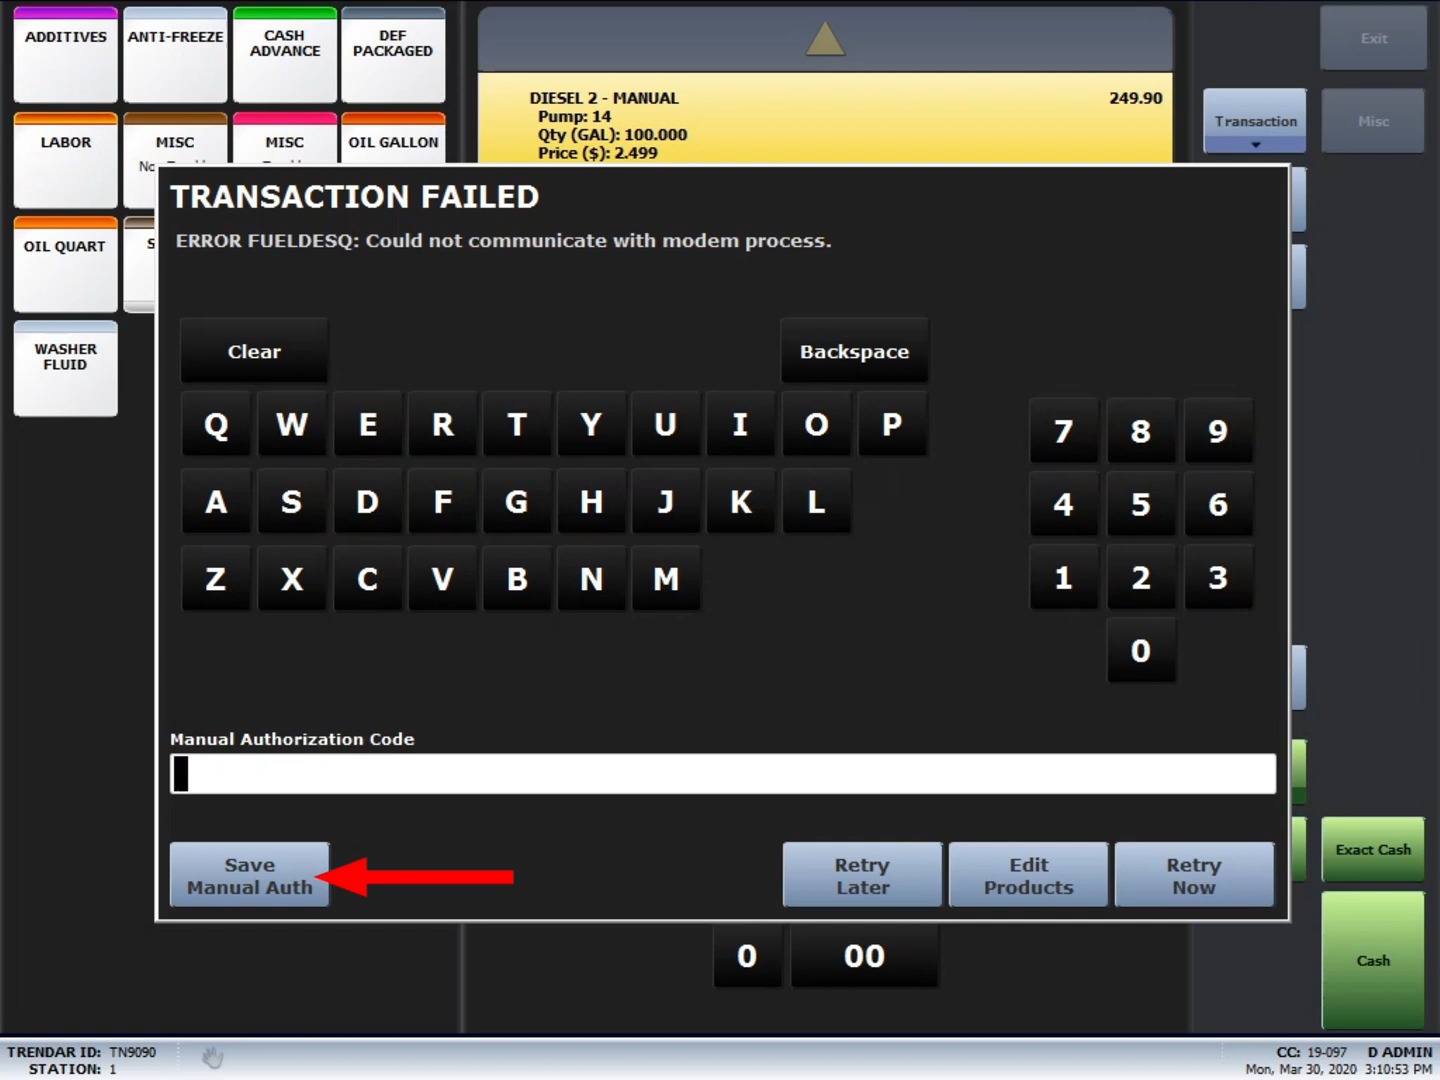 ADDITIVES
ANTI-FREEZE
CASH
ADVANCE
DEF
PACKAGED
LABOR
MISC
MISC
OIL GALLON
OIL QUART
S
WASHER
FLUID
DIESEL 2 - MANUAL 249.90
Pump: 14
Qty (GAL): 100.000
Price ($): 2.499
Transaction
Exit
Misc
TRANSACTION FAILED
ERROR FUELDESQ: Could not communicate with modem process.
Clear Backspace
Q W E R T Y U I O P
A S D F G H J K L
Z X C V B N M
7 8 9
4 5 6
1 2 3
0
Manual Authorization Code
Save
Manual Auth
Retry
Later
Edit
Products
Retry
Now
0 00
Exact Cash
Cash
TRENDAR ID: TN9090
STATION: 1
CC: 19-097 D ADMIN
Mon, Mar 30, 2020 3:10:53 PM